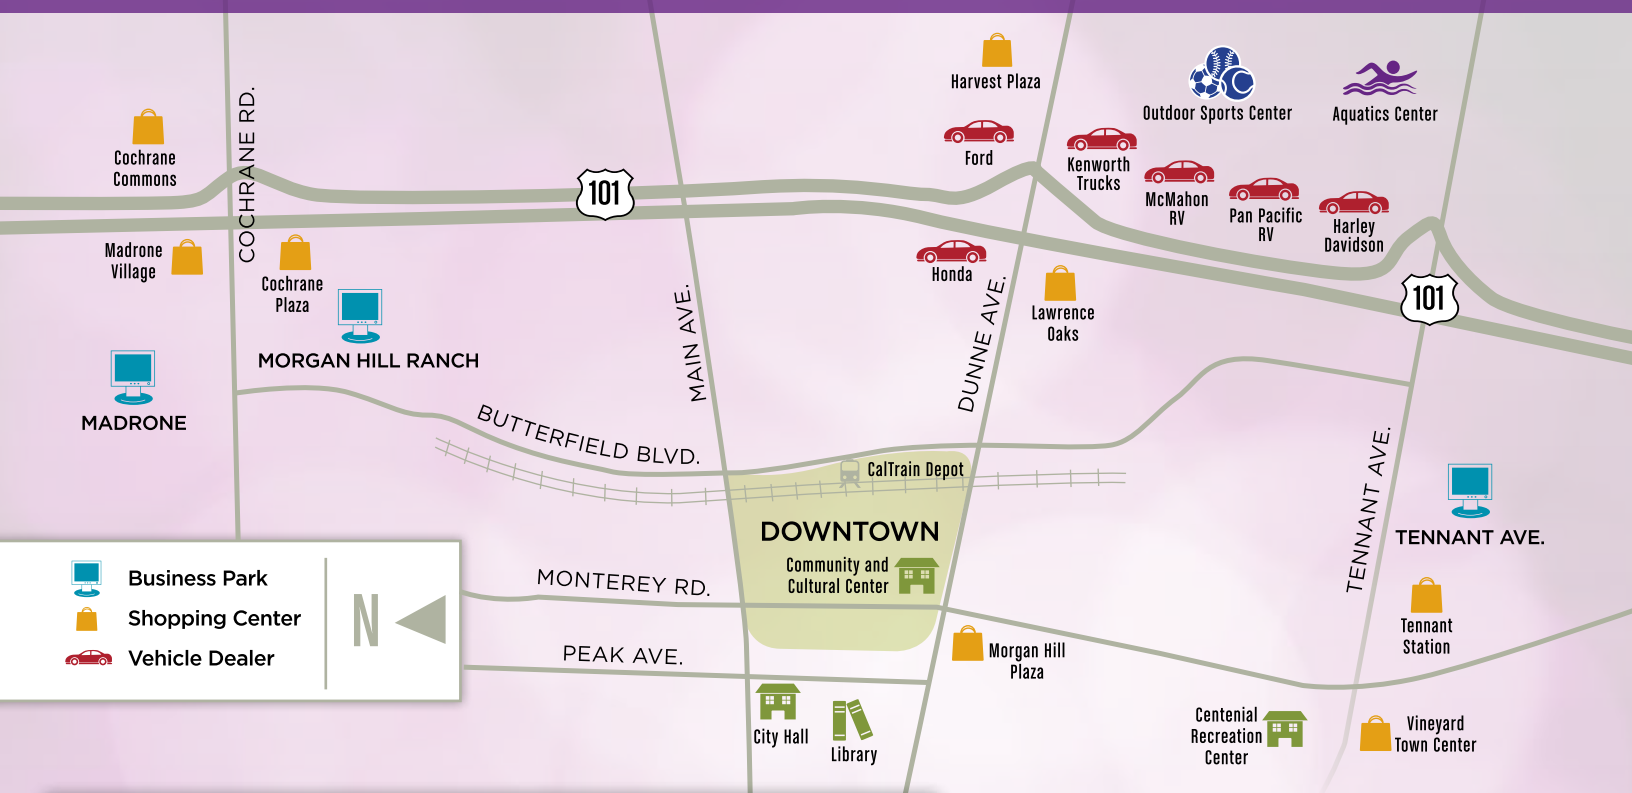 Harvest Plaza
Outdoor Sports Center
Aquatics Center
Ford
Kenworth
Trucks
McMahon
RV
Pan Pacific
RV
Harley
Davidson
Cochrane
Commons
COCHRANE RD.
101
Madrone
Village
Cochrane
Plaza
Honda
Lawrence
Oaks
101
MORGAN HILL RANCH
MADRONE
MAIN AVE.
DUNNE AVE.
BUTTERFIELD BLVD.
CalTrain Depot
TENNANT AVE.
TENNANT AVE.
DOWNTOWN
Community and
Cultural Center
MONTEREY RD.
PEAK AVE.
Business Park
Shopping Center
Vehicle Dealer
N
Morgan Hill
Plaza
Tennant
Station
City Hall
Library
Centenial
Recreation
Center
Vineyard
Town Center